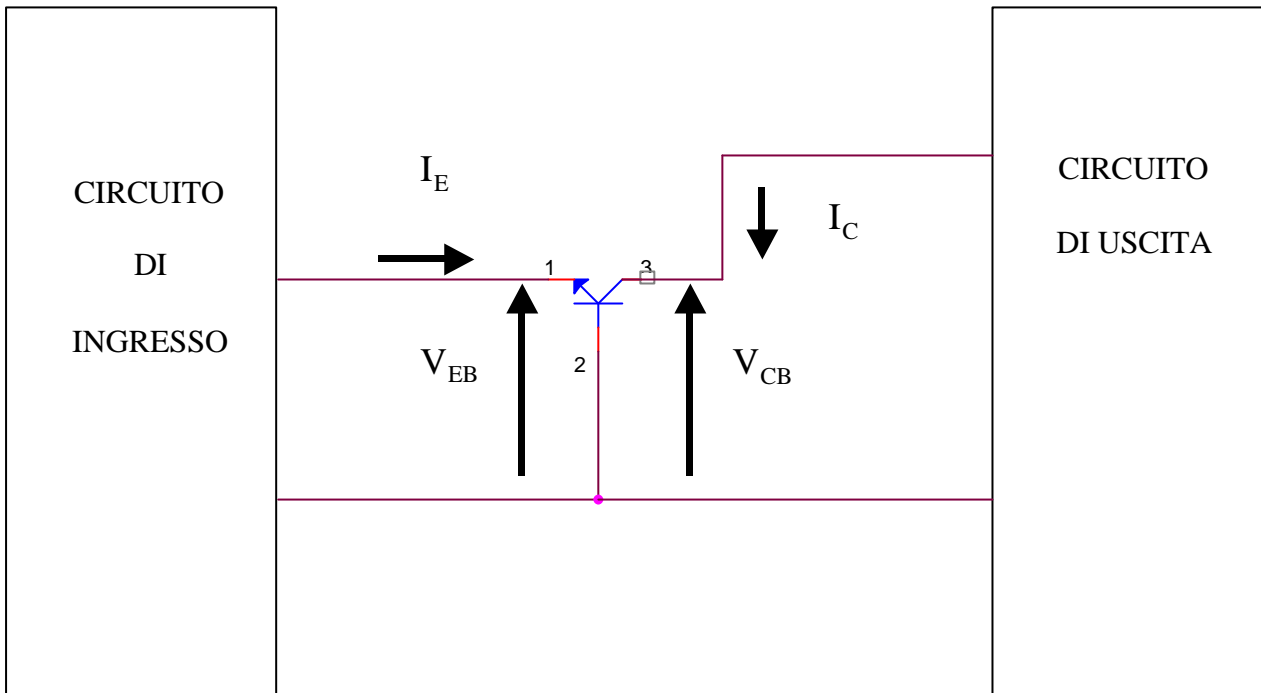 CIRCUITO
DI
INGRESSO
I_E
1
3
2
V_EB
V_CB
I_C
CIRCUITO
DI USCITA